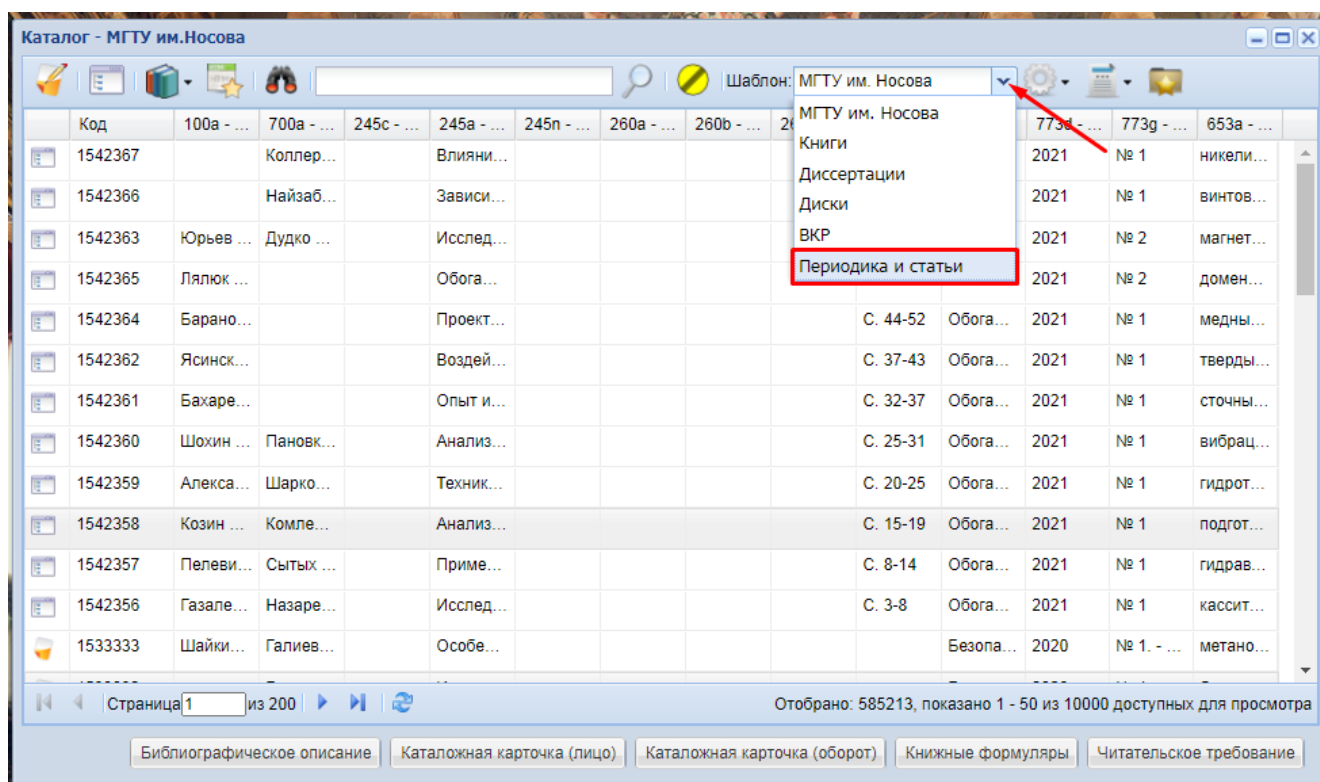 Каталог - МГТУ им.Носова
Шаблон: МГТУ им. Носова
МГТУ им. Носова
Книги
Диссертации
Диски
ВКР
Периодика и статьи
Код 100a - ... 700a - ... 245c - ... 245a - ... 245n - ... 260a - ... 260b - ... 773d - ... 773g - ... 653a - ...
1542367 Коллер... Влияни... 2021 № 1 никели...
1542366 Найзаб... Зависи... 2021 № 1 винтов...
1542363 Юрьев ... Дудко ... Исслед... 2021 № 2 магнет...
1542365 Лялюк ... Обога... 2021 № 2 домен...
1542364 Барано... Проект... С. 44-52 Обога... 2021 № 1 медны...
1542362 Ясинск... Воздей... С. 37-43 Обога... 2021 № 1 тверды...
1542361 Бахаре... Опыт и... С. 32-37 Обога... 2021 № 1 сточны...
1542360 Шохин ... Пановк... Анализ... С. 25-31 Обога... 2021 № 1 вибрац...
1542359 Алекса... Шарко... Техник... С. 20-25 Обога... 2021 № 1 гидрот...
1542358 Козин ... Комле... Анализ... С. 15-19 Обога... 2021 № 1 подгот...
1542357 Пелеви... Сытых ... Приме... С. 8-14 Обога... 2021 № 1 гидрав...
1542356 Газале... Назаре... Исслед... С. 3-8 Обога... 2021 № 1 кассит...
1533333 Шайки... Галиев... Особе... Безопа... 2020 № 1. - ... метано...
Страница 1 из 200 Отобрано: 585213, показано 1 - 50 из 10000 доступных для просмотра
Библиографическое описание Каталожная карточка (лицо) Каталожная карточка (оборот) Книжные формуляры Читательское требование